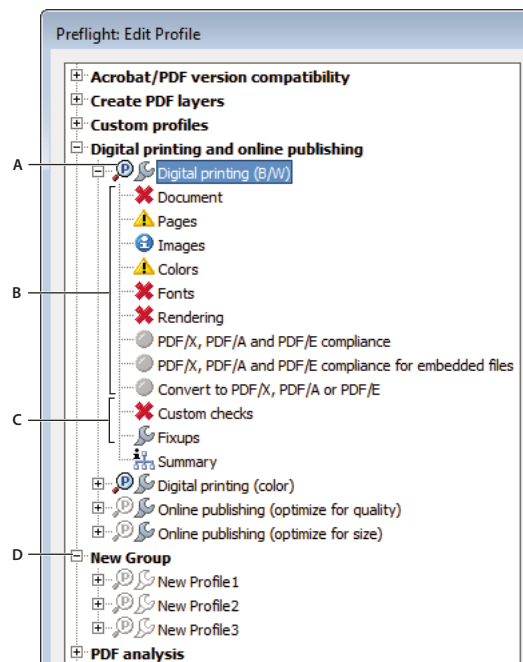 Preflight: Edit Profile
Acrobat/PDF version compatibility
Create PDF layers
Custom profiles
Digital printing and online publishing
A
Digital printing (B/W)
Document
Pages
Images
Colors
B
Fonts
Rendering
PDF/X, PDF/A and PDF/E compliance
PDF/X, PDF/A and PDF/E compliance for embedded files
Convert to PDF/X, PDF/A or PDF/E
C
Custom checks
Fixups
Summary
Digital printing (color)
Online publishing (optimize for quality)
Online publishing (optimize for size)
D
New Group
New Profile1
New Profile2
New Profile3
PDF analysis